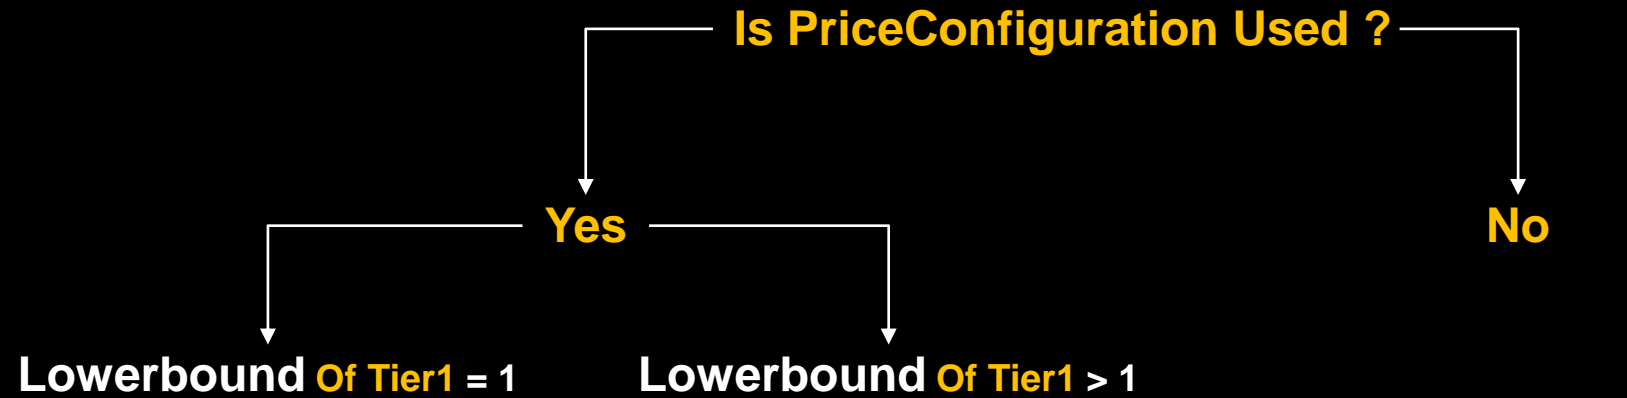 Is PriceConfiguration Used ?
Yes
No
Lowerbound Of Tier1 = 1
Lowerbound Of Tier1 > 1